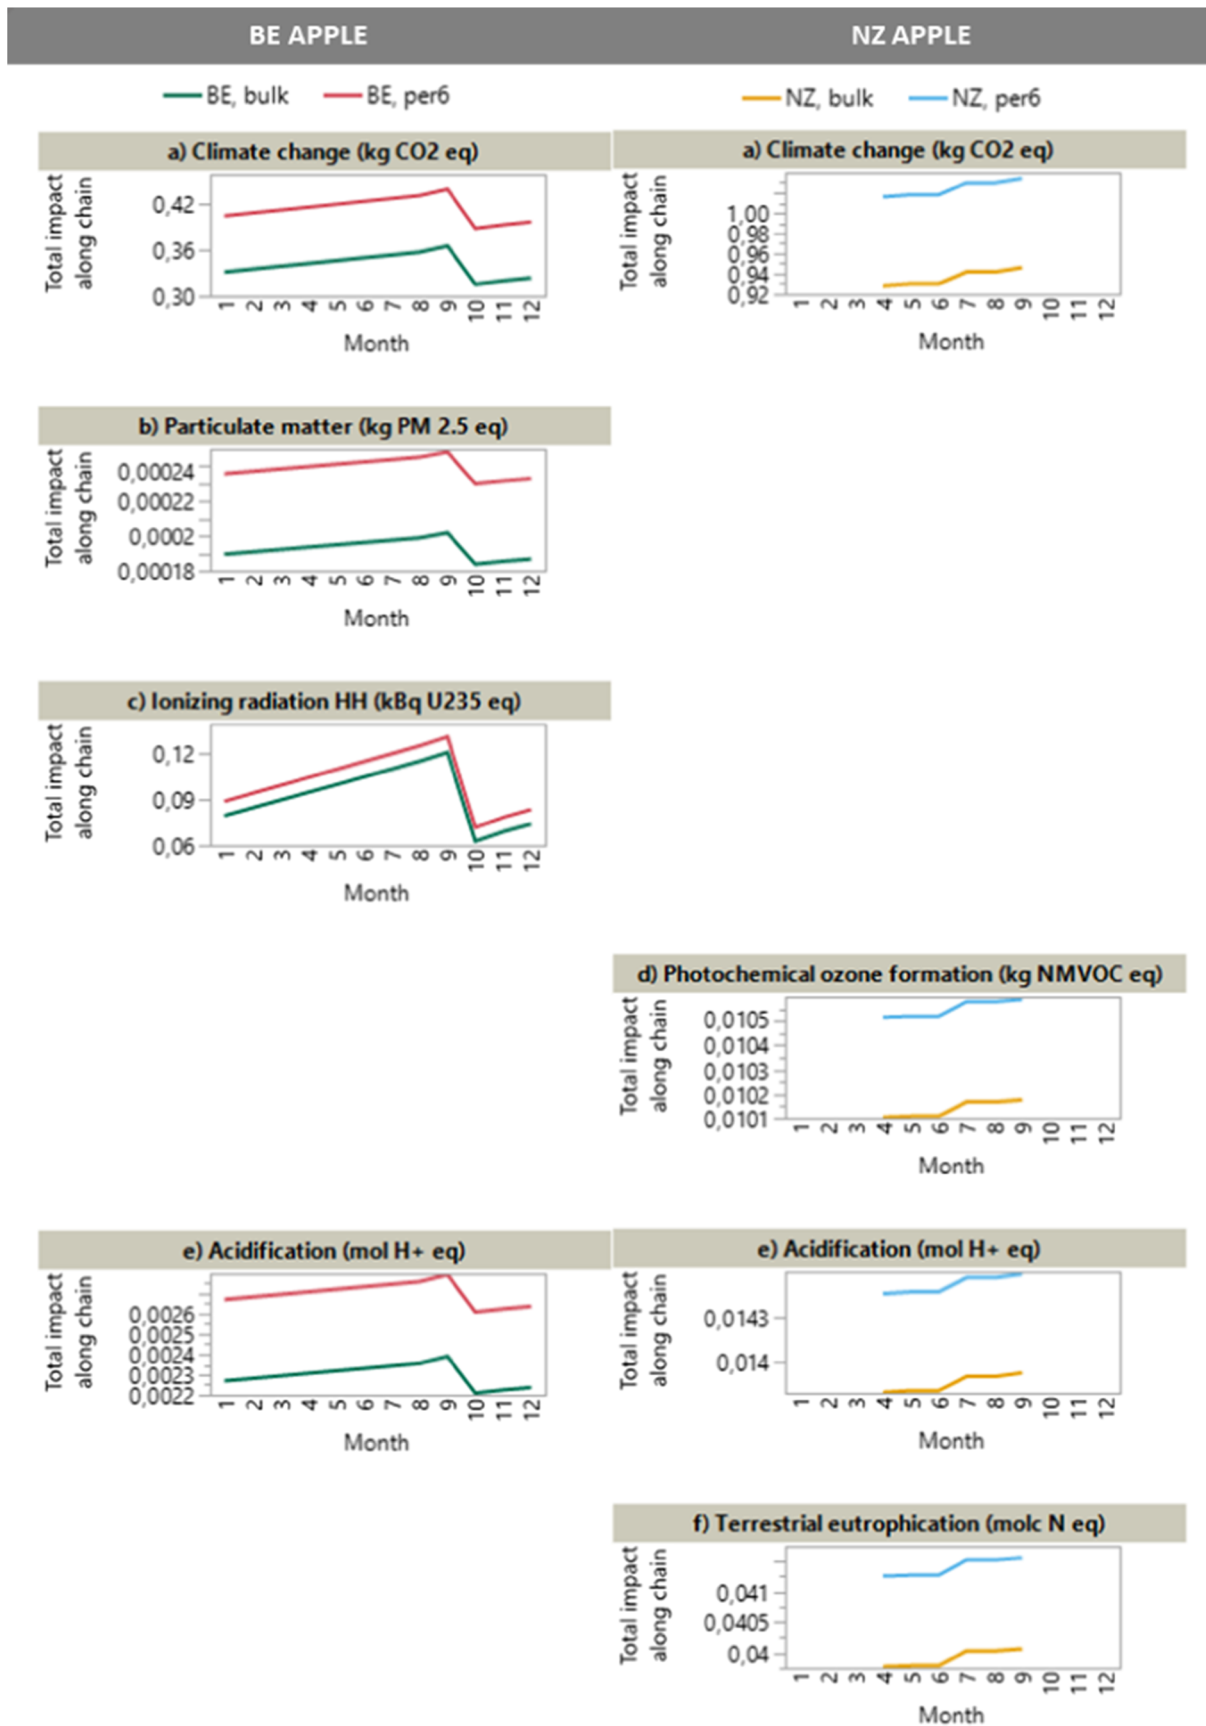 BE APPLE
NZ APPLE
BE, bulk BE, per6
NZ, bulk NZ, per6
a) Climate change (kg CO2 eq)
Total impact
along chain
0,42
0,36
0,30
1 2 3 4 5 6 7 8 9 10 11 12
Month
a) Climate change (kg CO2 eq)
Total impact
along chain
1,00
0,98
0,96
0,94
0,92
1 2 3 4 5 6 7 8 9 10 11 12
Month
b) Particulate matter (kg PM 2.5 eq)
Total impact
along chain
0,00024
0,00022
0,0002
0,00018
1 2 3 4 5 6 7 8 9 10 11 12
Month
c) Ionizing radiation HH (kBq U235 eq)
Total impact
along chain
0,12
0,09
0,06
1 2 3 4 5 6 7 8 9 10 11 12
Month
d) Photochemical ozone formation (kg NMVOC eq)
Total impact
along chain
0,0105
0,0104
0,0103
0,0102
0,0101
1 2 3 4 5 6 7 8 9 10 11 12
Month
e) Acidification (mol H+ eq)
Total impact
along chain
0,0026
0,0025
0,0024
0,0023
0,0022
1 2 3 4 5 6 7 8 9 10 11 12
Month
e) Acidification (mol H+ eq)
Total impact
along chain
0,0143
0,014
1 2 3 4 5 6 7 8 9 10 11 12
Month
f) Terrestrial eutrophication (molc N eq)
Total impact
along chain
0,041
0,0405
0,04
1 2 3 4 5 6 7 8 9 10 11 12
Month